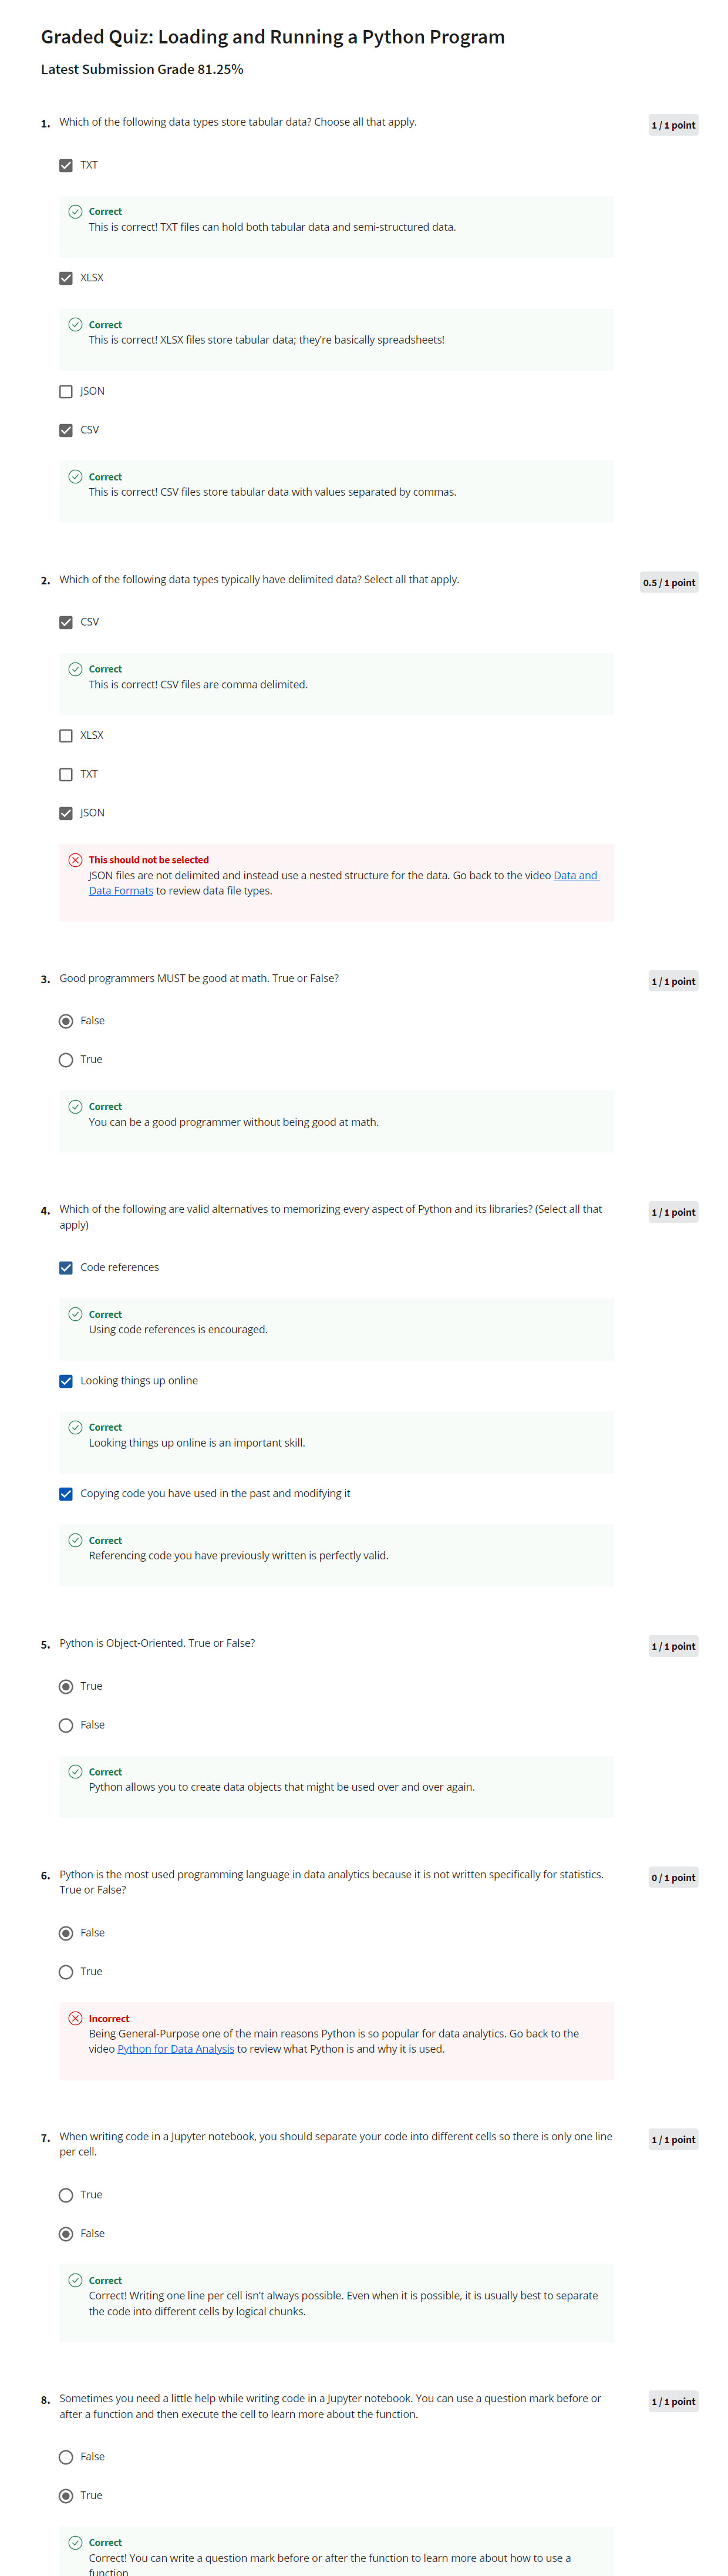 Graded Quiz: Loading and Running a Python Program
Latest Submission Grade 81.25%
1. Which of the following data types store tabular data? Choose all that apply.
1 / 1 point
TXT
Correct
This is correct! TXT files can hold both tabular data and semi-structured data.
XLSX
Correct
This is correct! XLSX files store tabular data; they're basically spreadsheets!
JSON
CSV
Correct
This is correct! CSV files store tabular data with values separated by commas.
2. Which of the following data types typically have delimited data? Select all that apply.
0.5 / 1 point
CSV
Correct
This is correct! CSV files are comma delimited.
XLSX
TXT
JSON
This should not be selected
JSON files are not delimited and instead use a nested structure for the data. Go back to the video Data and
Data Formats to review data file types.
3. Good programmers MUST be good at math. True or False?
1 / 1 point
False
True
Correct
You can be a good programmer without being good at math.
4. Which of the following are valid alternatives to memorizing every aspect of Python and its libraries? (Select all that
apply)
1 / 1 point
Code references
Correct
Using code references is encouraged.
Looking things up online
Correct
Looking things up online is an important skill.
Copying code you have used in the past and modifying it
Correct
Referencing code you have previously written is perfectly valid.
5. Python is Object-Oriented. True or False?
1 / 1 point
True
False
Correct
Python allows you to create data objects that might be used over and over again.
6. Python is the most used programming language in data analytics because it is not written specifically for statistics.
True or False?
0 / 1 point
False
True
Incorrect
Being General-Purpose one of the main reasons Python is so popular for data analytics. Go back to the
video Python for Data Analysis to review what Python is and why it is used.
7. When writing code in a Jupyter notebook, you should separate your code into different cells so there is only one line
per cell.
1 / 1 point
True
False
Correct
Correct! Writing one line per cell isn't always possible. Even when it is possible, it is usually best to separate
the code into different cells by logical chunks.
8. Sometimes you need a little help while writing code in a Jupyter notebook. You can use a question mark before or
after a function and then execute the cell to learn more about the function.
1 / 1 point
False
True
Correct
Correct! You can write a question mark before or after the function to learn more about how to use a
function.